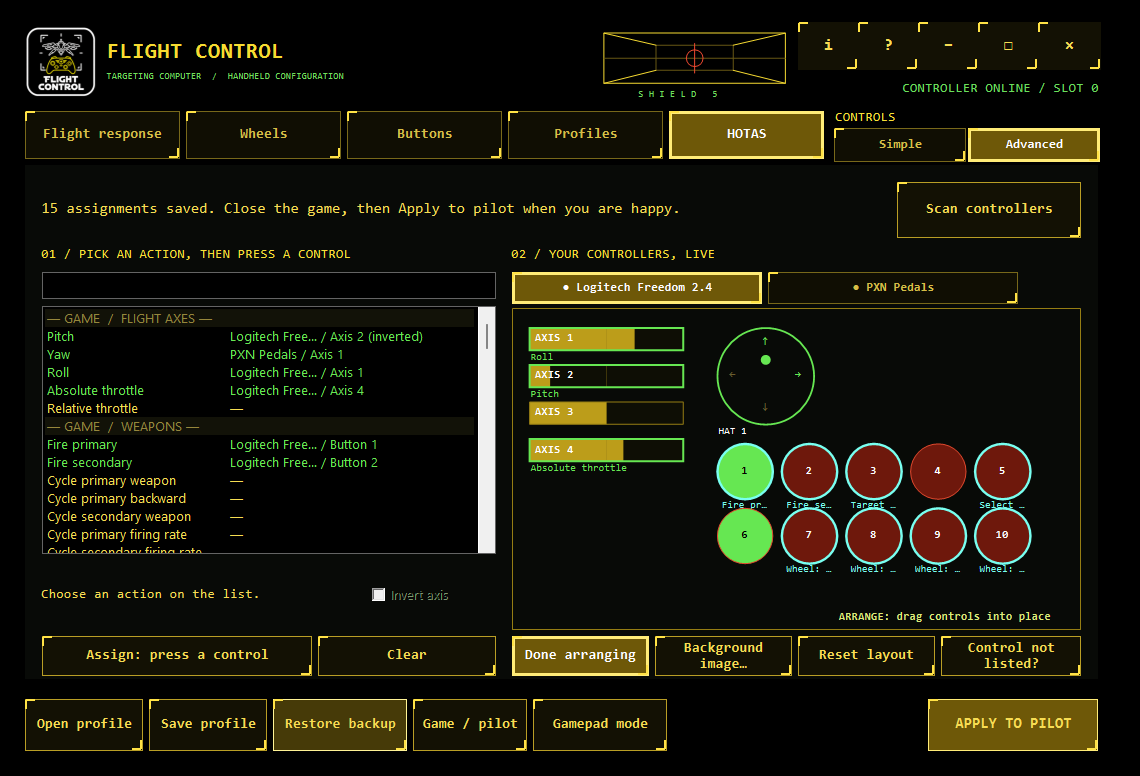 FLIGHT CONTROL
FLIGHT CONTROL
TARGETING COMPUTER / HANDHELD CONFIGURATION
SHIELD 5
i ? – □ ×
CONTROLLER ONLINE / SLOT 0
Flight response
Wheels
Buttons
Profiles
HOTAS
CONTROLS
Simple
Advanced
15 assignments saved. Close the game, then Apply to pilot when you are happy.
Scan controllers
01 / PICK AN ACTION, THEN PRESS A CONTROL
— GAME / FLIGHT AXES —
Pitch Logitech Free... / Axis 2 (inverted)
Yaw PXN Pedals / Axis 1
Roll Logitech Free... / Axis 1
Absolute throttle Logitech Free... / Axis 4
Relative throttle —
— GAME / WEAPONS —
Fire primary Logitech Free... / Button 1
Fire secondary Logitech Free... / Button 2
Cycle primary weapon —
Cycle primary backward —
Cycle secondary weapon —
Cycle primary firing rate —
Cycle secondary firing rate
Choose an action on the list.
Invert axis
Assign: press a control
Clear
02 / YOUR CONTROLLERS, LIVE
● Logitech Freedom 2.4
● PXN Pedals
AXIS 1
Roll
AXIS 2
Pitch
AXIS 3
AXIS 4
Absolute throttle
↑
← →
↓
HAT 1
1 2 3 4 5
Fire pr… Fire se… Target … Select …
6 7 8 9 10
Wheel: … Wheel: … Wheel: … Wheel: …
ARRANGE: drag controls into place
Done arranging
Background
image…
Reset layout
Control not
listed?
Open profile
Save profile
Restore backup
Game / pilot
Gamepad mode
APPLY TO PILOT